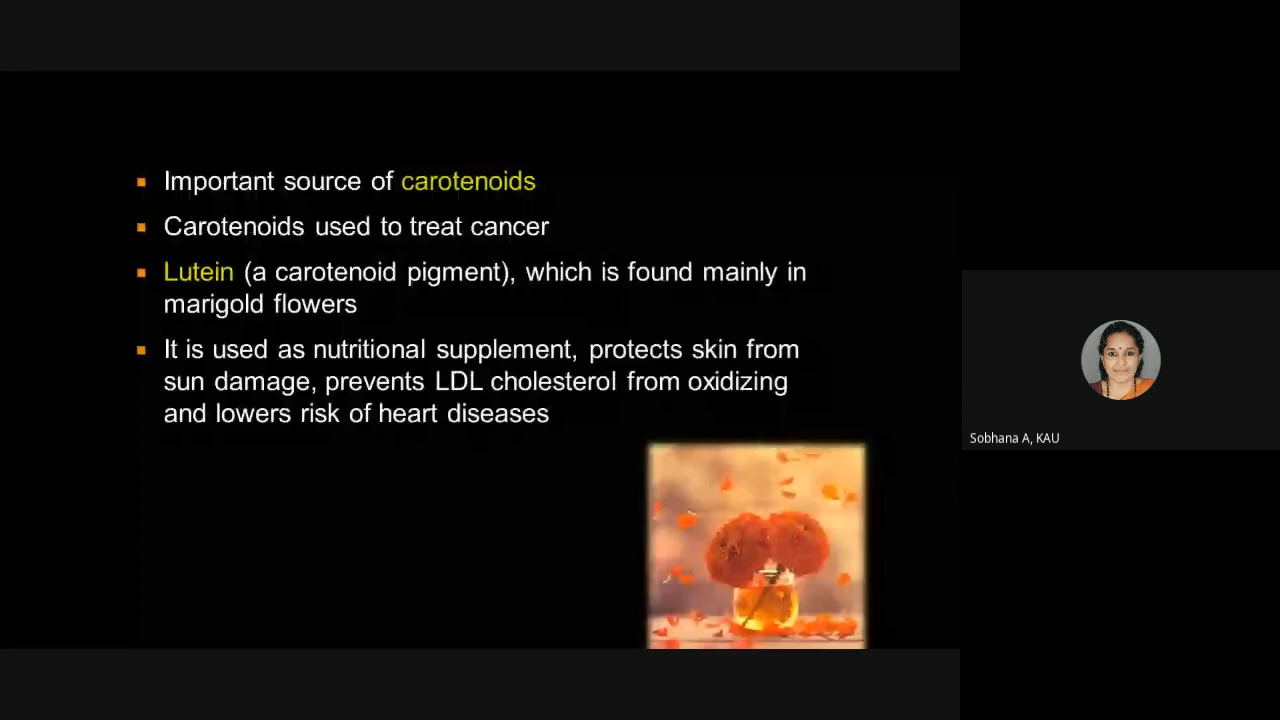 Important source of carotenoids
Carotenoids used to treat cancer
Lutein (a carotenoid pigment), which is found mainly in
marigold flowers
It is used as nutritional supplement, protects skin from
sun damage, prevents LDL cholesterol from oxidizing
and lowers risk of heart diseases
Sobhana A, KAU